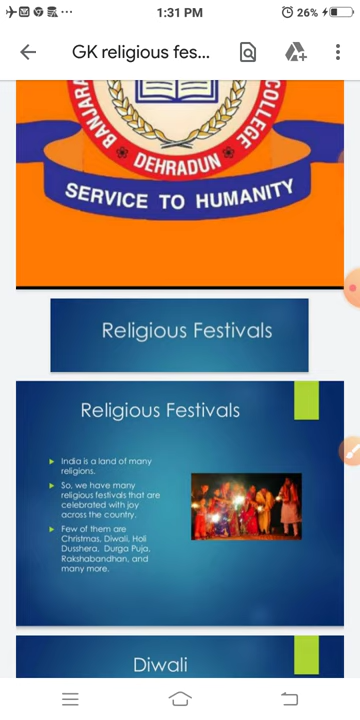 1:31 PM
26%
GK religious fes...
BANJARA
COLLEGE
DEHRADUN
SERVICE TO HUMANITY
Religious Festivals
Religious Festivals
India is a land of many
religions.
So, we have many
religious festivals that are
celebrated with joy
across the country.
Few of them are
Christmas, Diwali, Holi
Dusshera, Durga Puja,
Rakshabandhan, and
many more.
Diwali